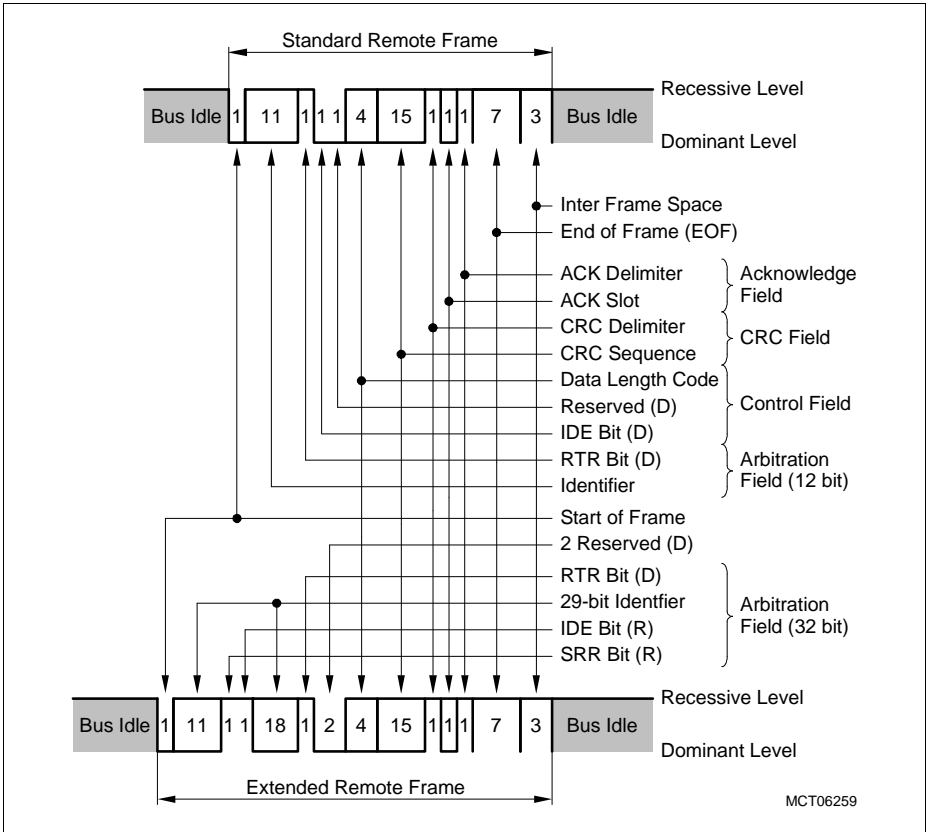 Standard Remote Frame
Recessive Level
Bus Idle 1 11 1 1 1 4 15 1 1 1 7 3 Bus Idle
Dominant Level
Inter Frame Space
End of Frame (EOF)
ACK Delimiter
Acknowledge
Field
ACK Slot
CRC Delimiter
CRC Field
CRC Sequence
Data Length Code
Reserved (D)
Control Field
IDE Bit (D)
RTR Bit (D)
Arbitration
Field (12 bit)
Identifier
Start of Frame
2 Reserved (D)
RTR Bit (D)
29-bit Identfier
Arbitration
Field (32 bit)
IDE Bit (R)
SRR Bit (R)
Recessive Level
Bus Idle 1 11 1 1 18 1 2 4 15 1 1 1 7 3 Bus Idle
Dominant Level
Extended Remote Frame
MCT06259